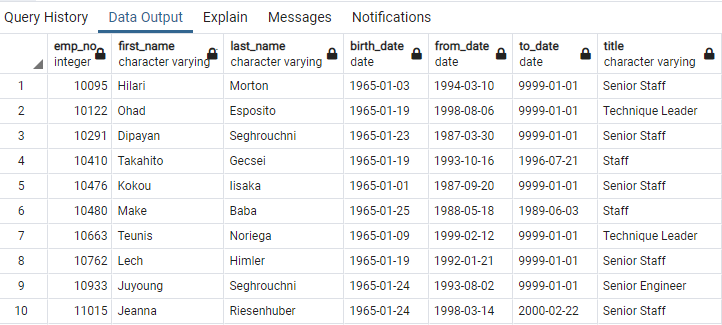 Query History Data Output Explain Messages Notifications
emp_no first_name last_name birth_date from_date to_date title
integer character varying character varying date date date character varying
1 10095 Hilari Morton 1965-01-03 1994-03-10 9999-01-01 Senior Staff
2 10122 Ohad Esposito 1965-01-19 1998-08-06 9999-01-01 Technique Leader
3 10291 Dipayan Seghrouchni 1965-01-23 1987-03-30 9999-01-01 Senior Staff
4 10410 Takahito Gecsei 1965-01-19 1993-10-16 1996-07-21 Staff
5 10476 Kokou Iisaka 1965-01-01 1987-09-20 9999-01-01 Senior Staff
6 10480 Make Baba 1965-01-25 1988-05-18 1989-06-03 Staff
7 10663 Teunis Noriega 1965-01-09 1999-02-12 9999-01-01 Technique Leader
8 10762 Lech Himler 1965-01-19 1992-01-21 9999-01-01 Senior Staff
9 10933 Juyoung Seghrouchni 1965-01-24 1993-08-02 9999-01-01 Senior Engineer
10 11015 Jeanna Riesenhuber 1965-01-24 1998-03-14 2000-02-22 Senior Staff